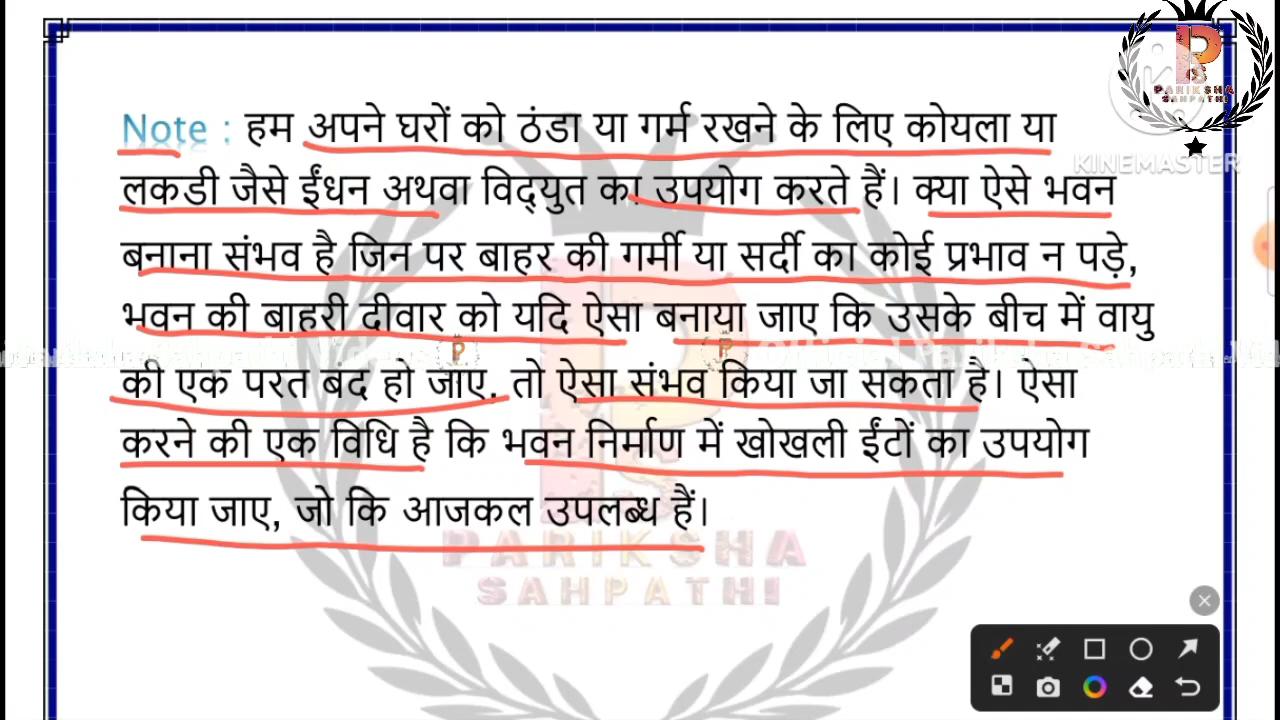 PARIKSHA
SAHPATHI
KINEMASTER
Note : हम अपने घरों को ठंडा या गर्म रखने के लिए कोयला या
लकडी जैसे ईंधन अथवा विद्युत का उपयोग करते हैं। क्या ऐसे भवन
बनाना संभव है जिन पर बाहर की गर्मी या सर्दी का कोई प्रभाव न पड़े,
भवन की बाहरी दीवार को यदि ऐसा बनाया जाए कि उसके बीच में वायु
की एक परत बंद हो जाए. तो ऐसा संभव किया जा सकता है। ऐसा
करने की एक विधि है कि भवन निर्माण में खोखली ईंटों का उपयोग
किया जाए, जो कि आजकल उपलब्ध हैं।
PARIKSHA
SAHPATHI